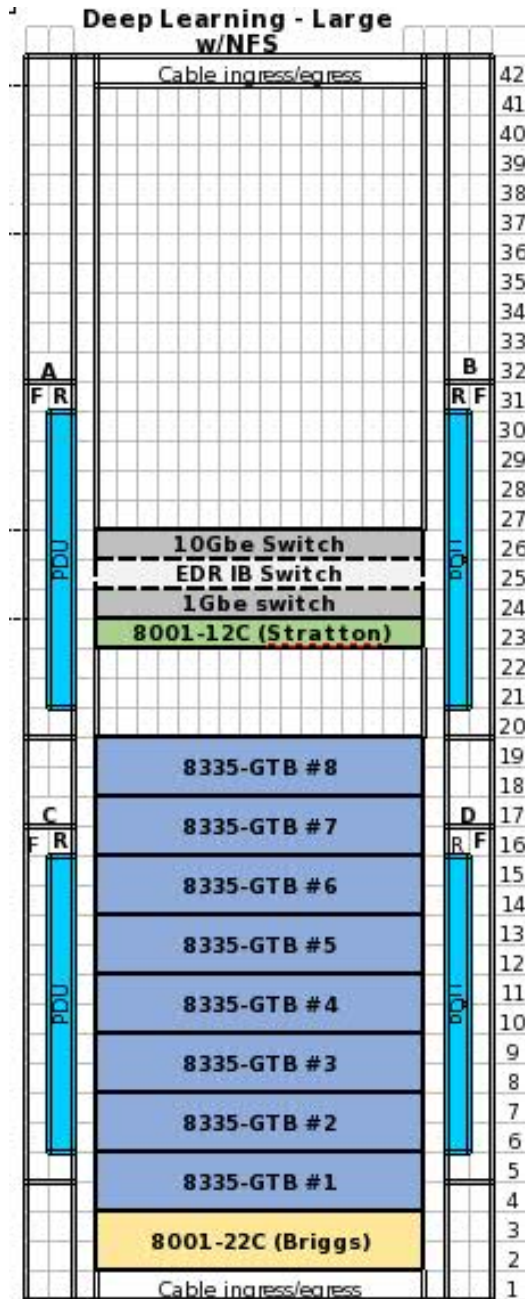 Deep Learning - Large
w/NFS
Cable ingress/egress
42
41
40
39
38
37
36
35
34
33
A
B
32
F R
R F
31
30
29
28
27
10Gbe Switch
26
PDU
EDR IB Switch
PDU
25
1Gbe switch
24
8001-12C (Stratton)
23
22
21
20
8335-GTB #8
19
18
C
8335-GTB #7
D
17
F R
R F
16
8335-GTB #6
15
14
8335-GTB #5
13
12
PDU
8335-GTB #4
PDU
11
10
8335-GTB #3
9
8
8335-GTB #2
7
6
8335-GTB #1
5
4
8001-22C (Briggs)
3
2
Cable ingress/egress
1